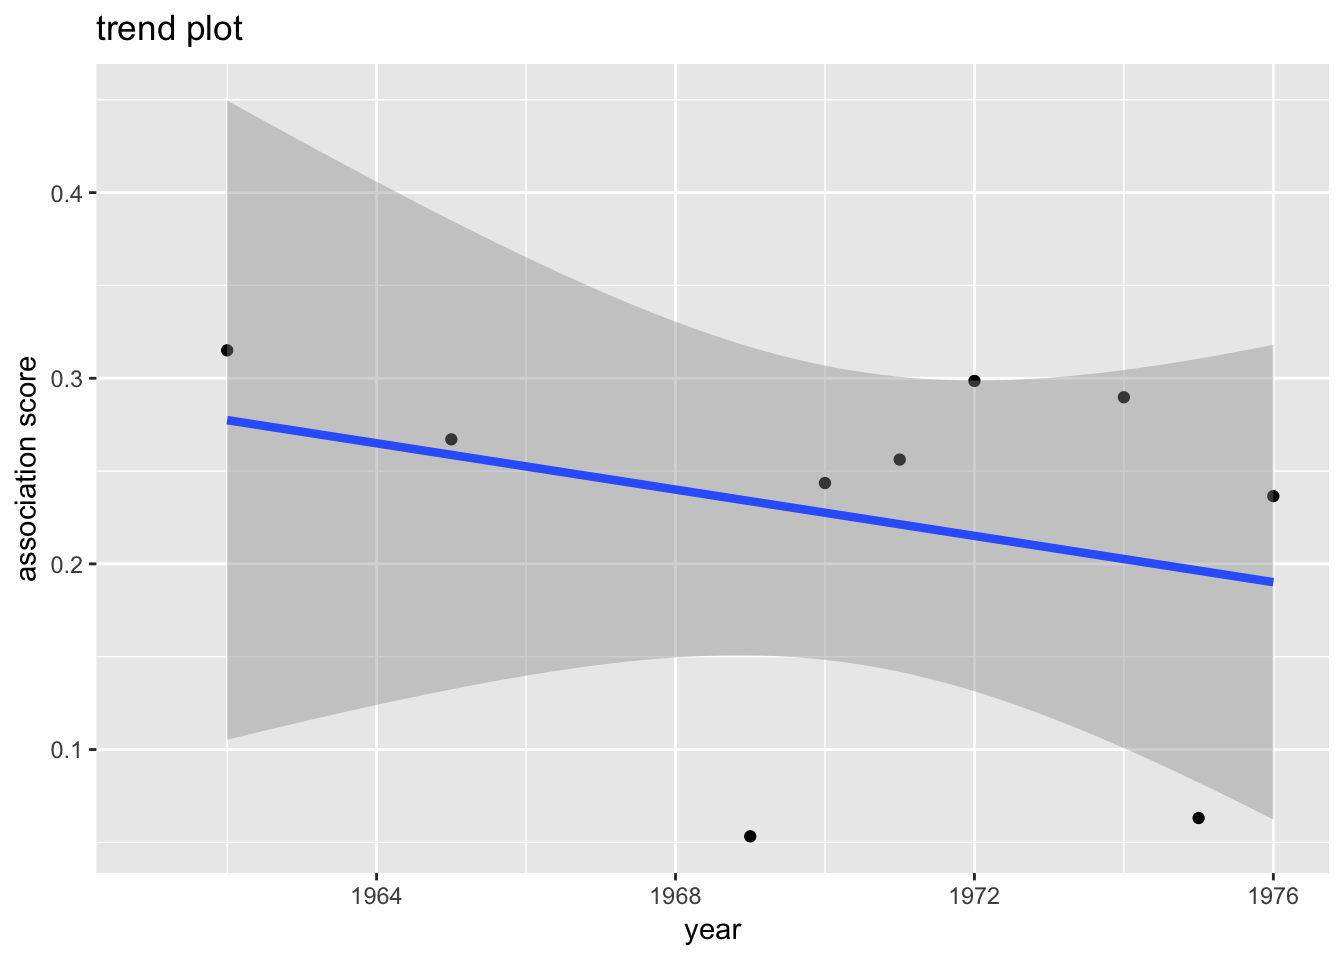 trend plot
0.4
0.3
0.2
0.1
association score
1964 1968 1972 1976
year